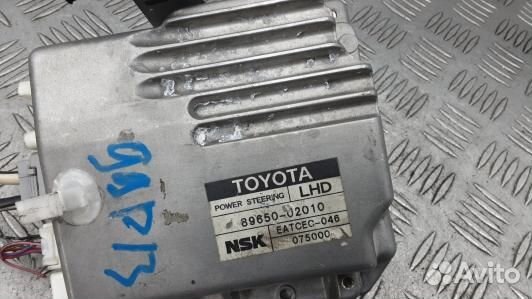 TOYOTA
POWER STEERING LHD
89650-02010
EATCEC-046
NSK 075000
Avito